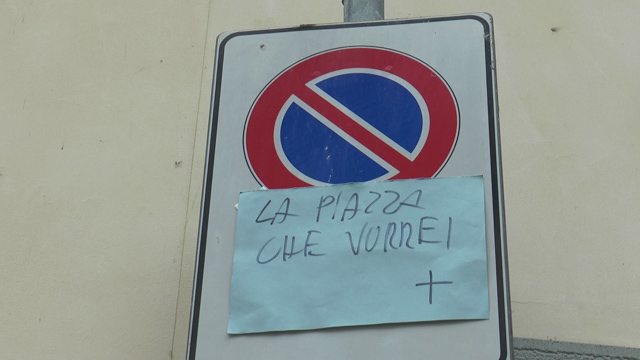 LA PIAZZA
CHE VORREI
+